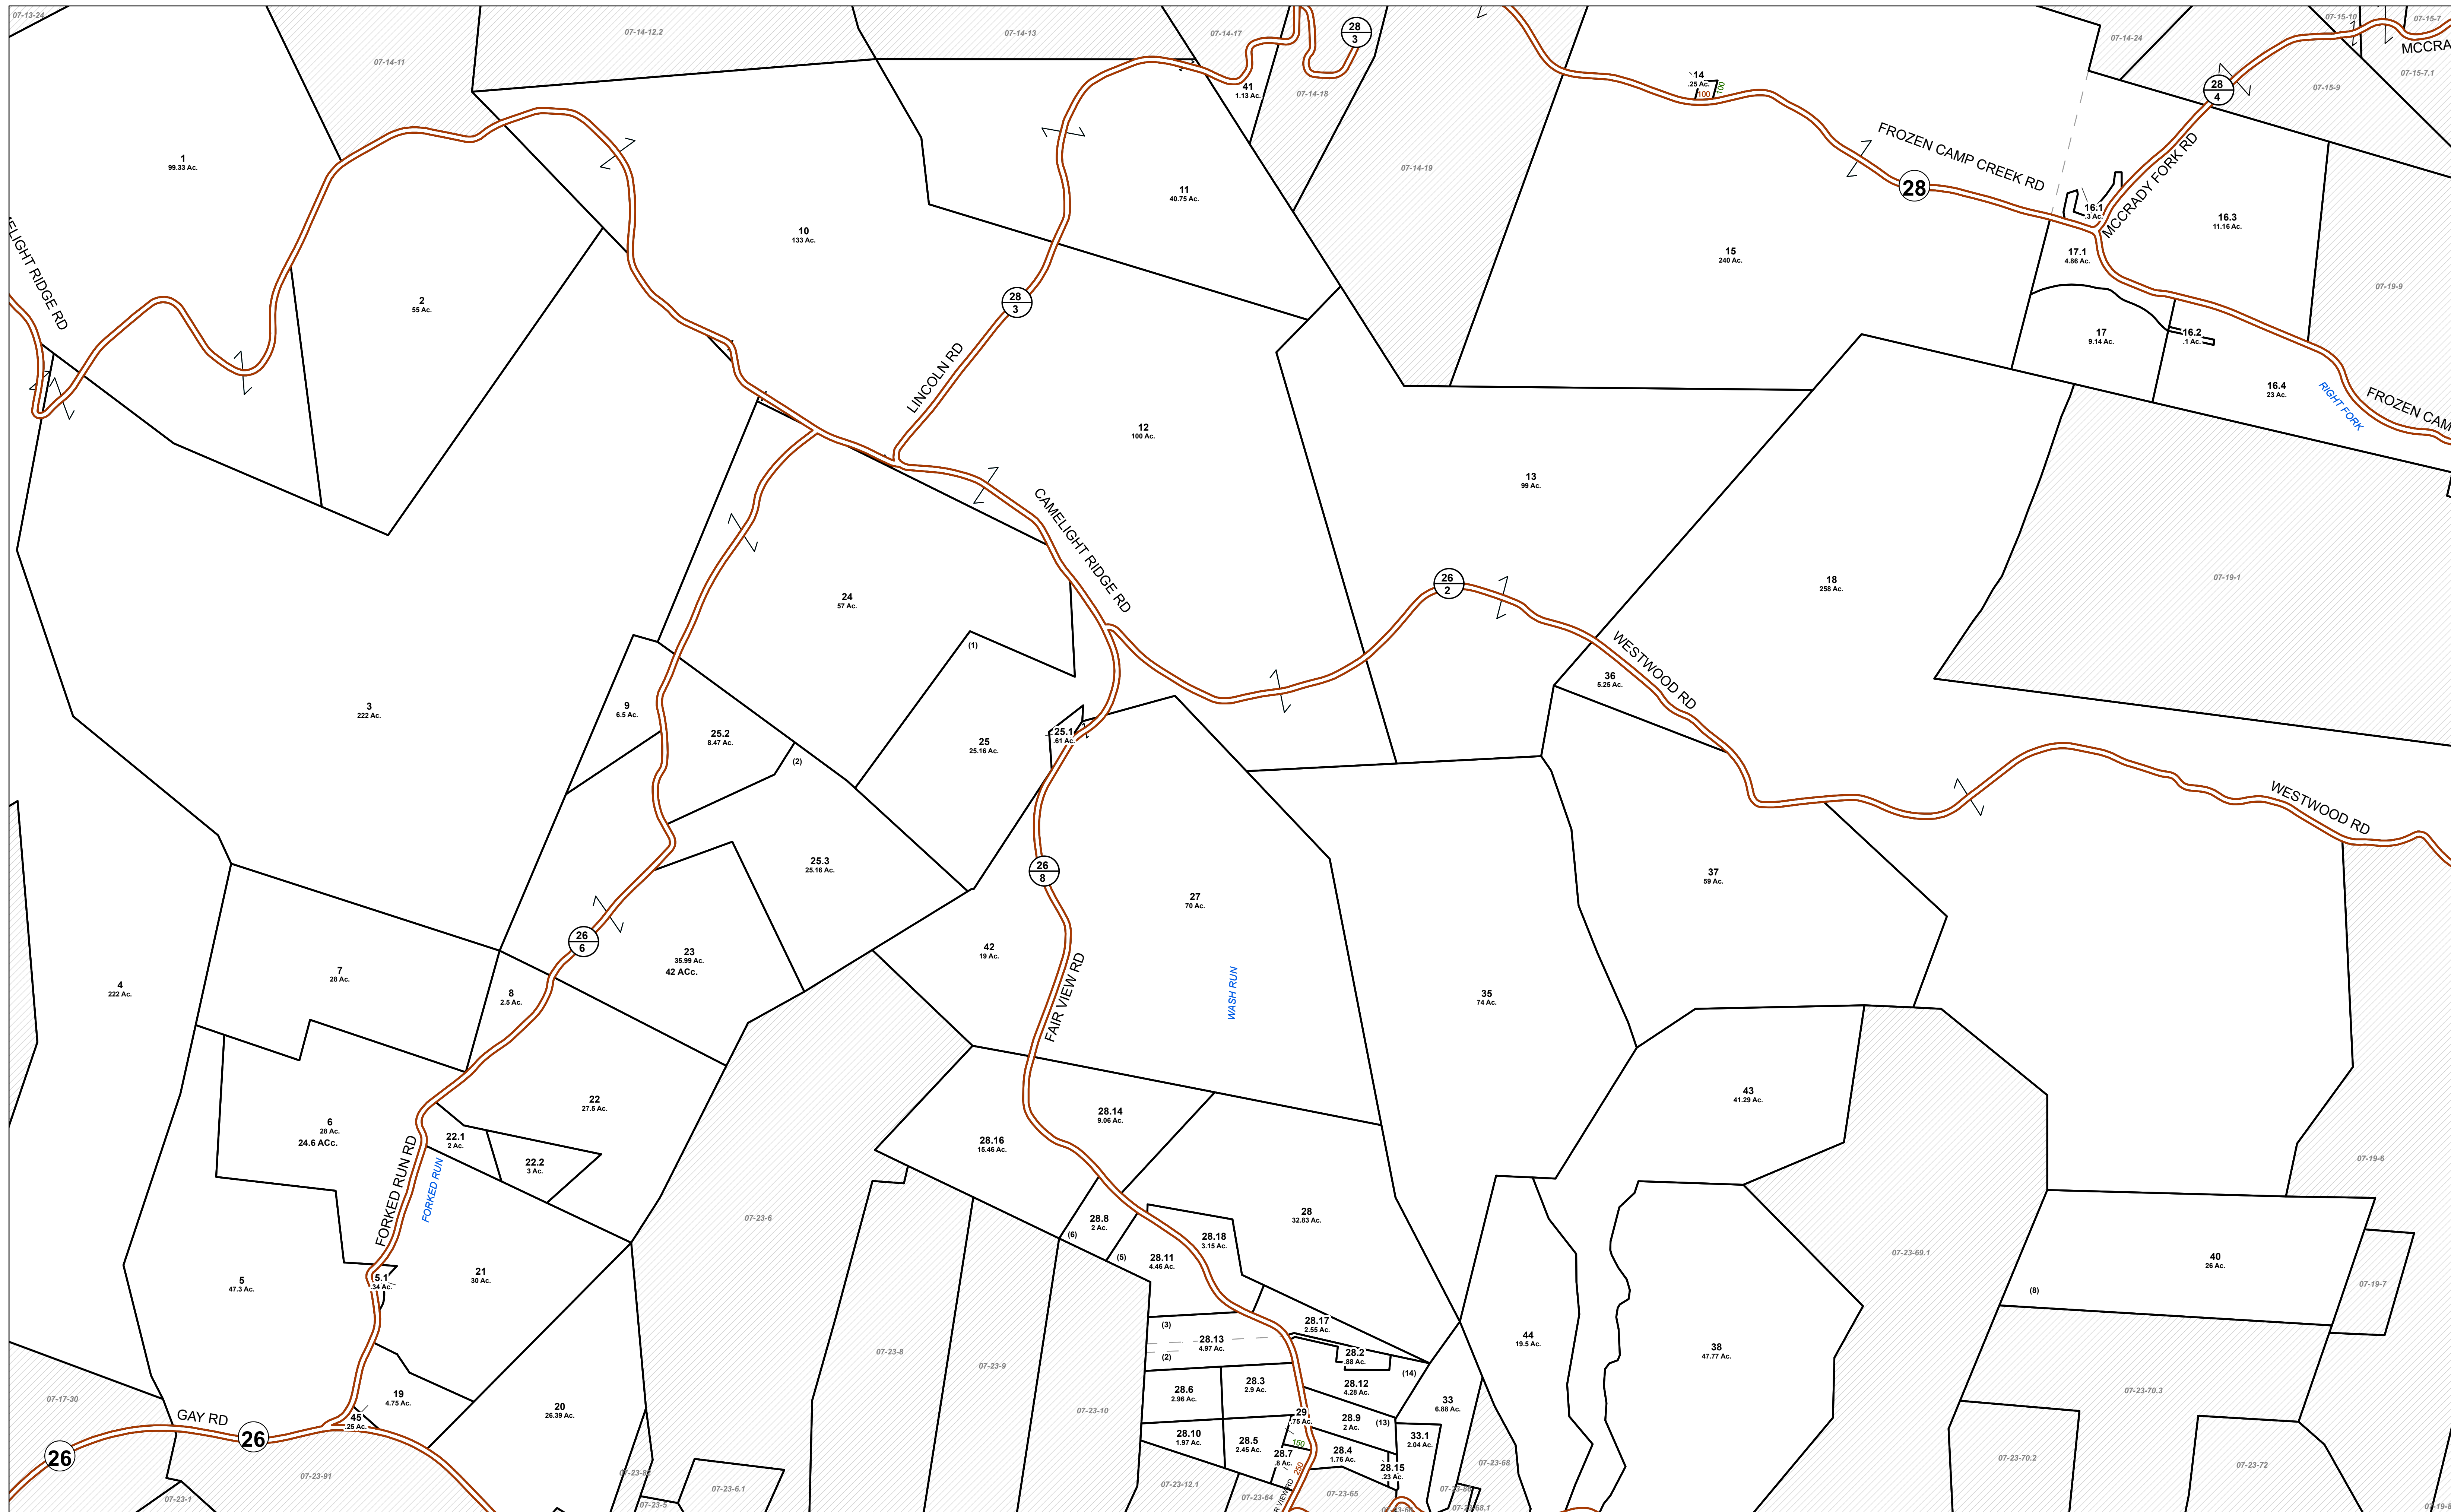 07-13-24
07-14-12.2
07-14-13
07-14-17
28
3
07-14-11
07-14-18
07-14-24
07-15-10
07-15-7
MCCRA
07-15-7.1
28
4
07-15-9
14
.25 Ac.
100
100
41
1.13 Ac.
1
99.33 Ac.
07-14-19
FROZEN CAMP CREEK RD
28
MCCRADY FORK RD
11
40.75 Ac.
16.1
.3 Ac.
16.3
11.16 Ac.
10
133 Ac.
15
240 Ac.
17.1
4.86 Ac.
07-19-9
ELIGHT RIDGE RD
2
55 Ac.
28
3
17
9.14 Ac.
16.2
.1 Ac.
LINCOLN RD
16.4
23 Ac.
RIGHT FORK
FROZEN CAM
12
100 Ac.
13
99 Ac.
CAMELIGHT RIDGE RD
26
2
18
258 Ac.
07-19-1
24
57 Ac.
(1)
WESTWOOD RD
36
5.25 Ac.
3
222 Ac.
9
6.5 Ac.
25.2
8.47 Ac.
(2)
25
25.16 Ac.
25.1
.61 Ac.
WESTWOOD RD
25.3
25.16 Ac.
26
8
37
59 Ac.
27
70 Ac.
26
6
23
35.99 Ac.
42 ACc.
42
19 Ac.
FAIR VIEW RD
WASH RUN
7
28 Ac.
4
222 Ac.
8
2.5 Ac.
35
74 Ac.
43
41.29 Ac.
22
27.5 Ac.
6
28 Ac.
24.6 ACc.
22.1
2 Ac.
22.2
3 Ac.
28.14
9.06 Ac.
28.16
15.46 Ac.
07-19-6
FORKED RUN RD
FORKED RUN
07-23-6
28.8
2 Ac.
(6)
(5)
28.18
3.15 Ac.
28
32.83 Ac.
28.11
4.46 Ac.
07-23-69.1
40
26 Ac.
(8)
07-19-7
5
47.3 Ac.
5.1
.34 Ac.
21
30 Ac.
(3)
28.17
2.55 Ac.
28.13
4.97 Ac.
(2)
28.2
.88 Ac.
(14)
44
19.5 Ac.
38
47.77 Ac.
07-23-8
07-23-9
07-17-30
19
4.75 Ac.
28.6
2.96 Ac.
28.3
2.9 Ac.
28.12
4.28 Ac.
33
6.88 Ac.
07-23-70.3
GAY RD
26
26
45
.25 Ac.
20
26.39 Ac.
07-23-10
29
.75 Ac.
28.9
2 Ac.
(13)
28.10
1.97 Ac.
28.5
2.45 Ac.
150
28.7
.8 Ac.
250
28.4
1.76 Ac.
33.1
2.04 Ac.
28.15
.23 Ac.
07-23-91
07-23-6.1
07-23-12.1
07-23-68
07-23-70.2
07-23-72
07-23-1
07-23-5
07-23-64
07-23-65